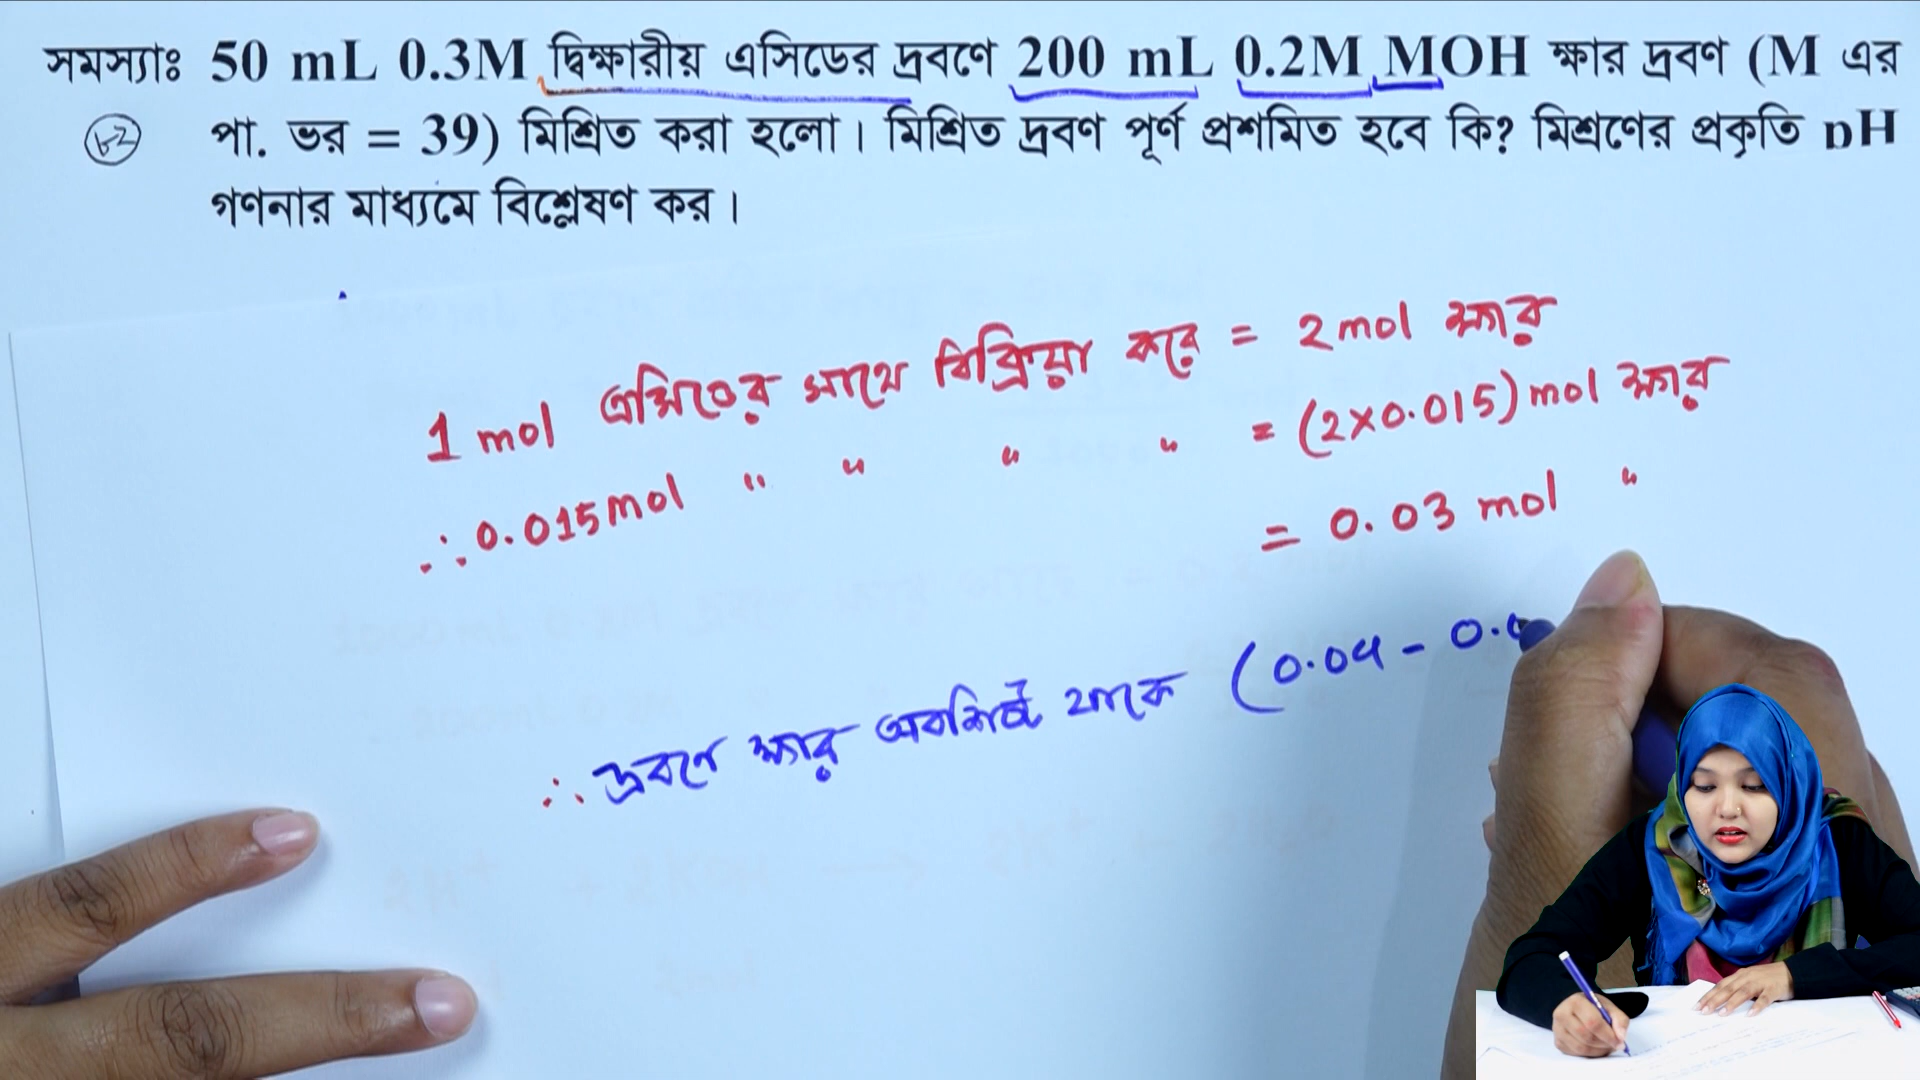 সমস্যাঃ 50 mL 0.3M দ্বিক্ষারীয় এসিডের দ্রবণে 200 mL 0.2M MOH ক্ষার দ্রবণ (M এর
পা. ভর = 39) মিশ্রিত করা হলো। মিশ্রিত দ্রবণ পূর্ণ প্রশমিত হবে কি? মিশ্রণের প্রকৃতি pH
গণনার মাধ্যমে বিশ্লেষণ কর।
1 mol এসিডের সাথে বিক্রিয়া করে = 2 mol ক্ষার
∴ 0.015 mol " " " " = (2×0.015) mol ক্ষার
= 0.03 mol "
∴ দ্রবণে ক্ষার অবশিষ্ট থাকে (0.04 - 0.0